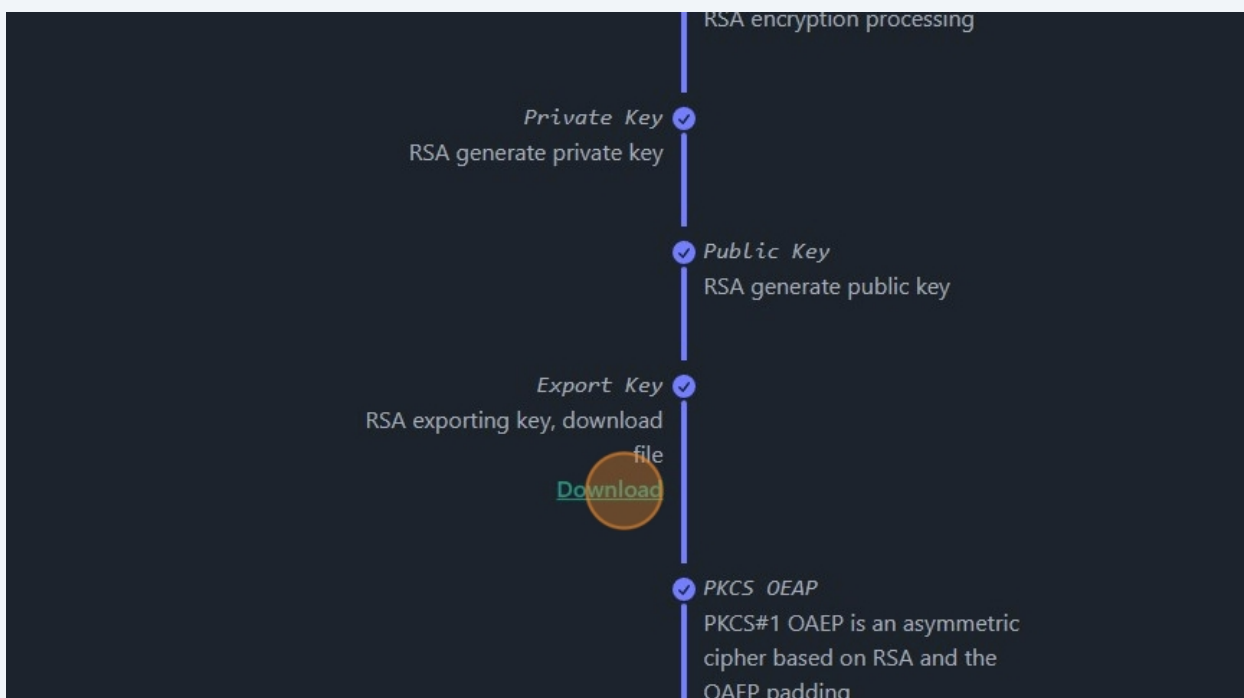 RSA encryption processing
Private Key
RSA generate private key
Public Key
RSA generate public key
Export Key
RSA exporting key, download
file
Download
PKCS OEAP
PKCS#1 OAEP is an asymmetric
cipher based on RSA and the
OAEP padding